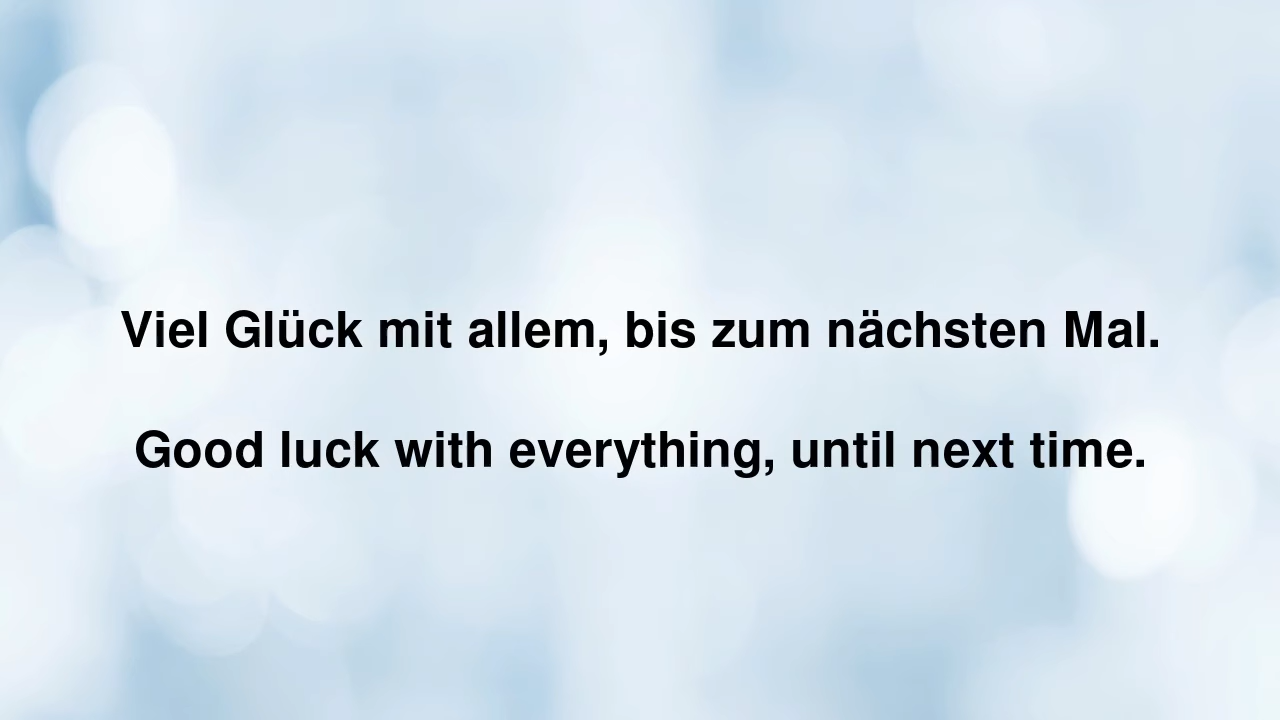 Viel Glück mit allem, bis zum nächsten Mal.
Good luck with everything, until next time.